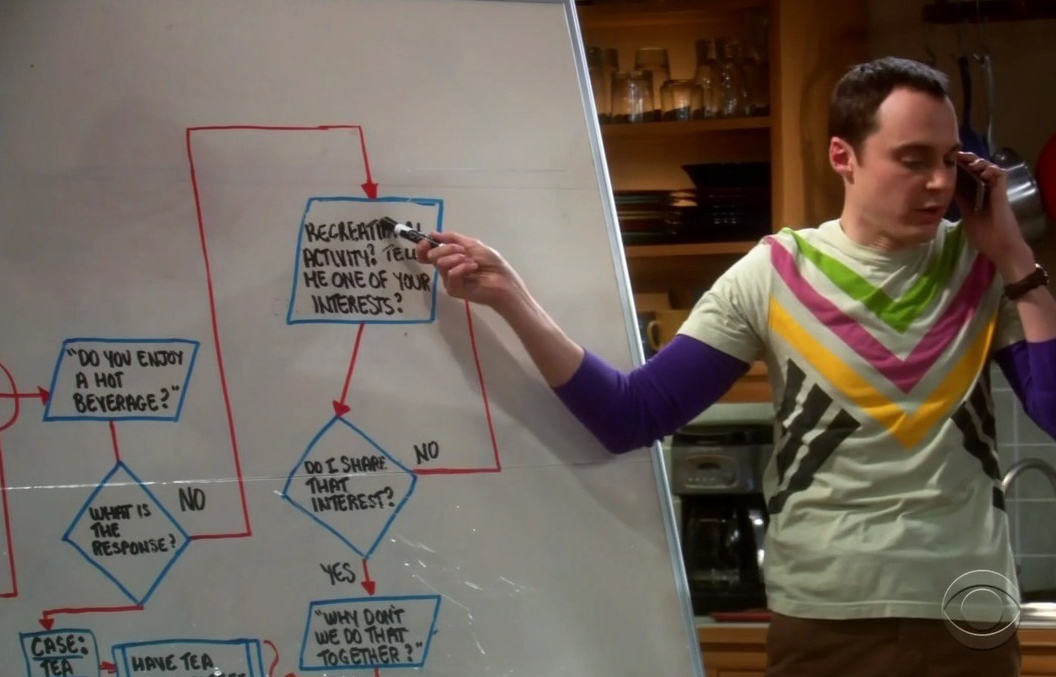 RECREATIONAL
ACTIVITY? TELL
ME ONE OF YOUR
INTERESTS?
"DO YOU ENJOY
A HOT
BEVERAGE?"
WHAT IS
THE
RESPONSE?
NO
DO I SHARE
THAT
INTEREST?
NO
YES
"WHY DON'T
WE DO THAT
TOGETHER?"
CASE:
TEA
HAVE TEA